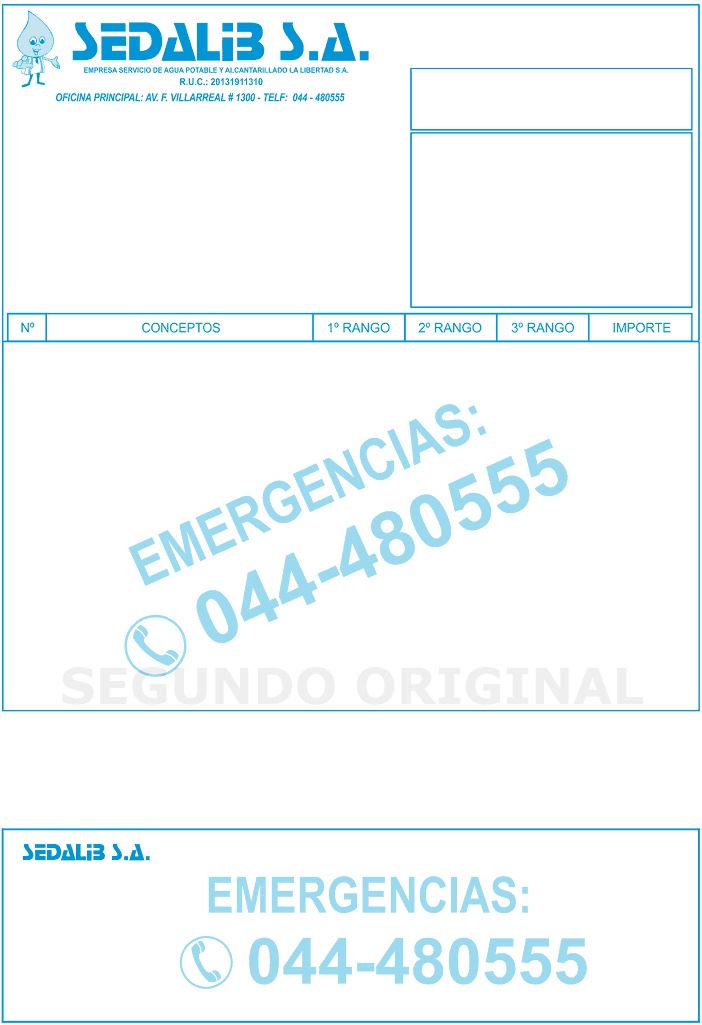 SEDALIB S.A.
EMPRESA SERVICIO DE AGUA POTABLE Y ALCANTARILLADO LA LIBERTAD S.A.
R.U.C.: 20131911310
OFICINA PRINCIPAL: AV. F. VILLARREAL # 1300 - TELF: 044 - 480555
Nº CONCEPTOS 1º RANGO 2º RANGO 3º RANGO IMPORTE
EMERGENCIAS:
044-480555
SEGUNDO ORIGINAL
SEDALIB S.A.
EMERGENCIAS:
044-480555